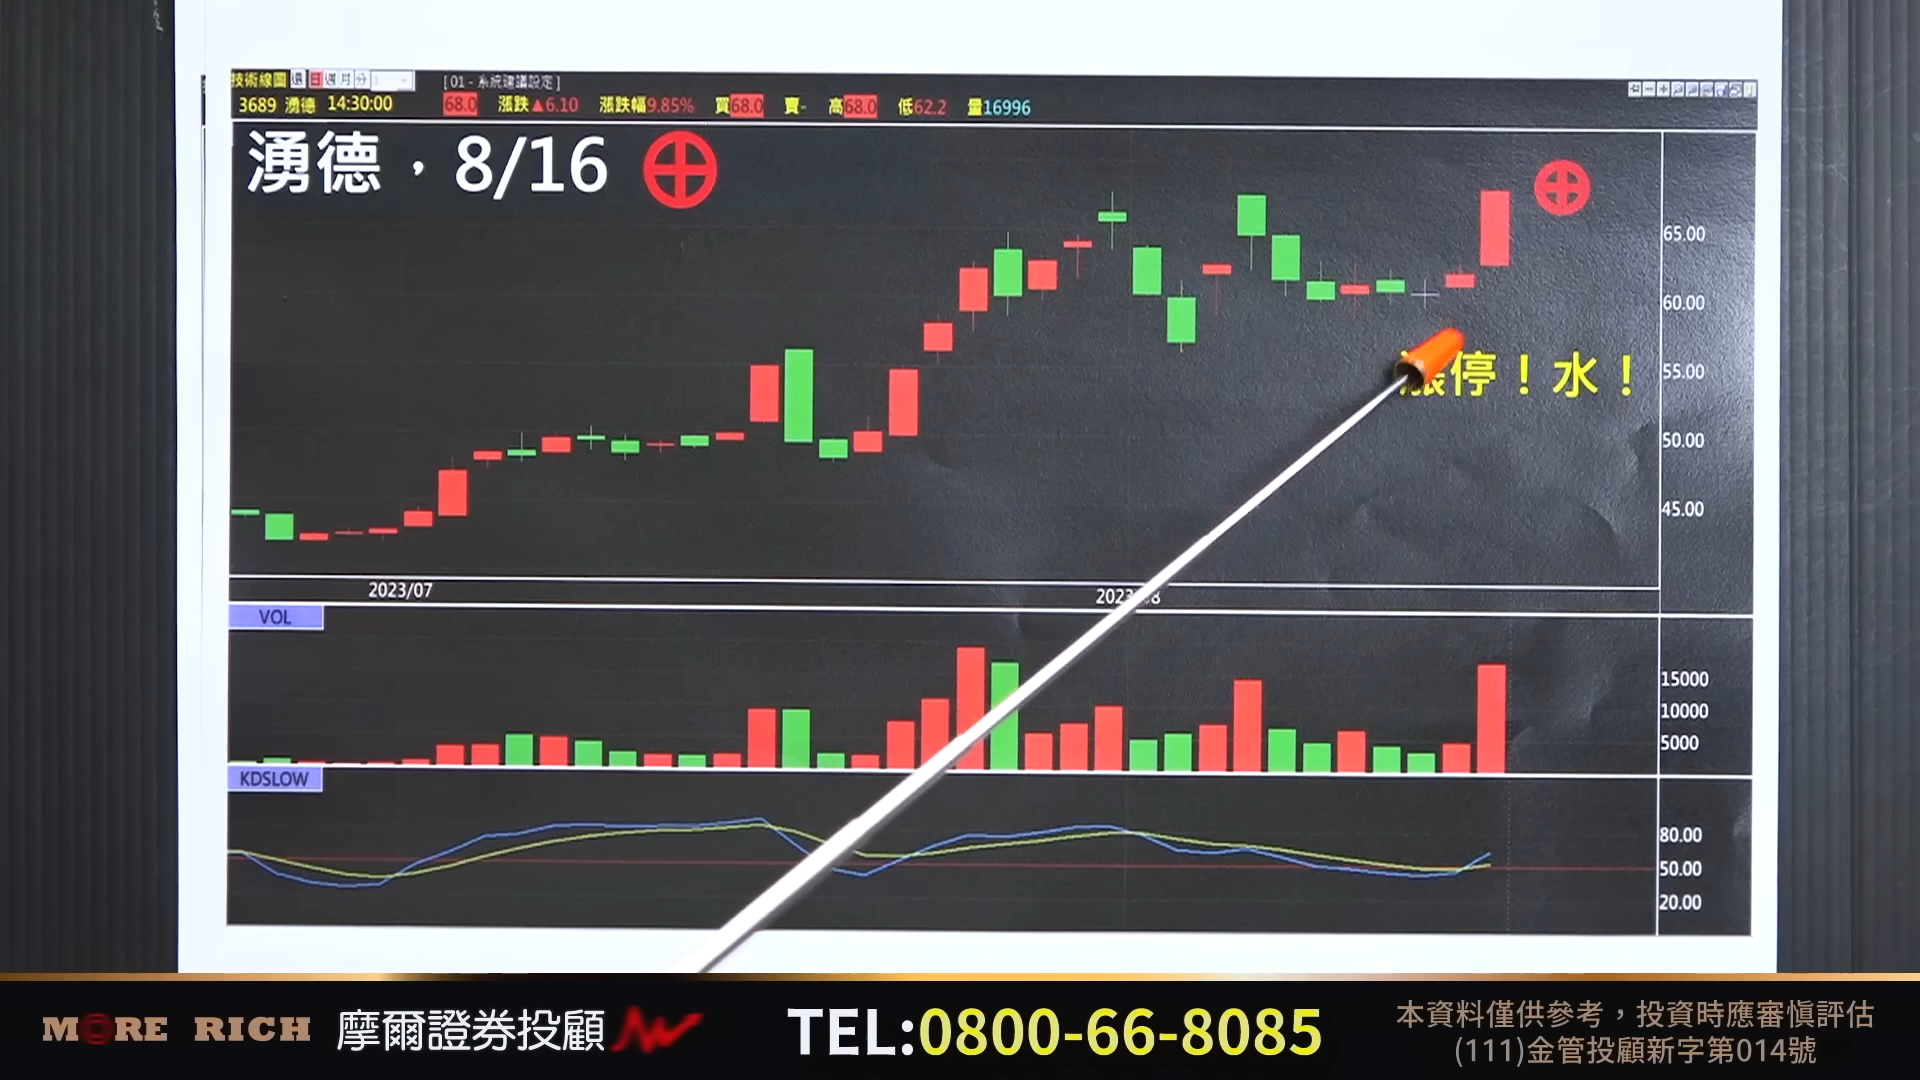 技術線圖 還 日 週 月 分 [ 01 - 系統建議設定 ]
3689 湧德 14:30:00 68.0 漲跌▲6.10 漲跌幅9.85% 買68.0 賣- 高68.0 低62.2 量16996
湧德，8/16
65.00
60.00
55.00
停！水！
50.00
45.00
2023/07
VOL
15000
10000
5000
KDSLOW
80.00
50.00
20.00
MORE RICH 摩爾證券投顧 TEL:0800-66-8085
本資料僅供參考，投資時應審慎評估
(111)金管投顧新字第014號